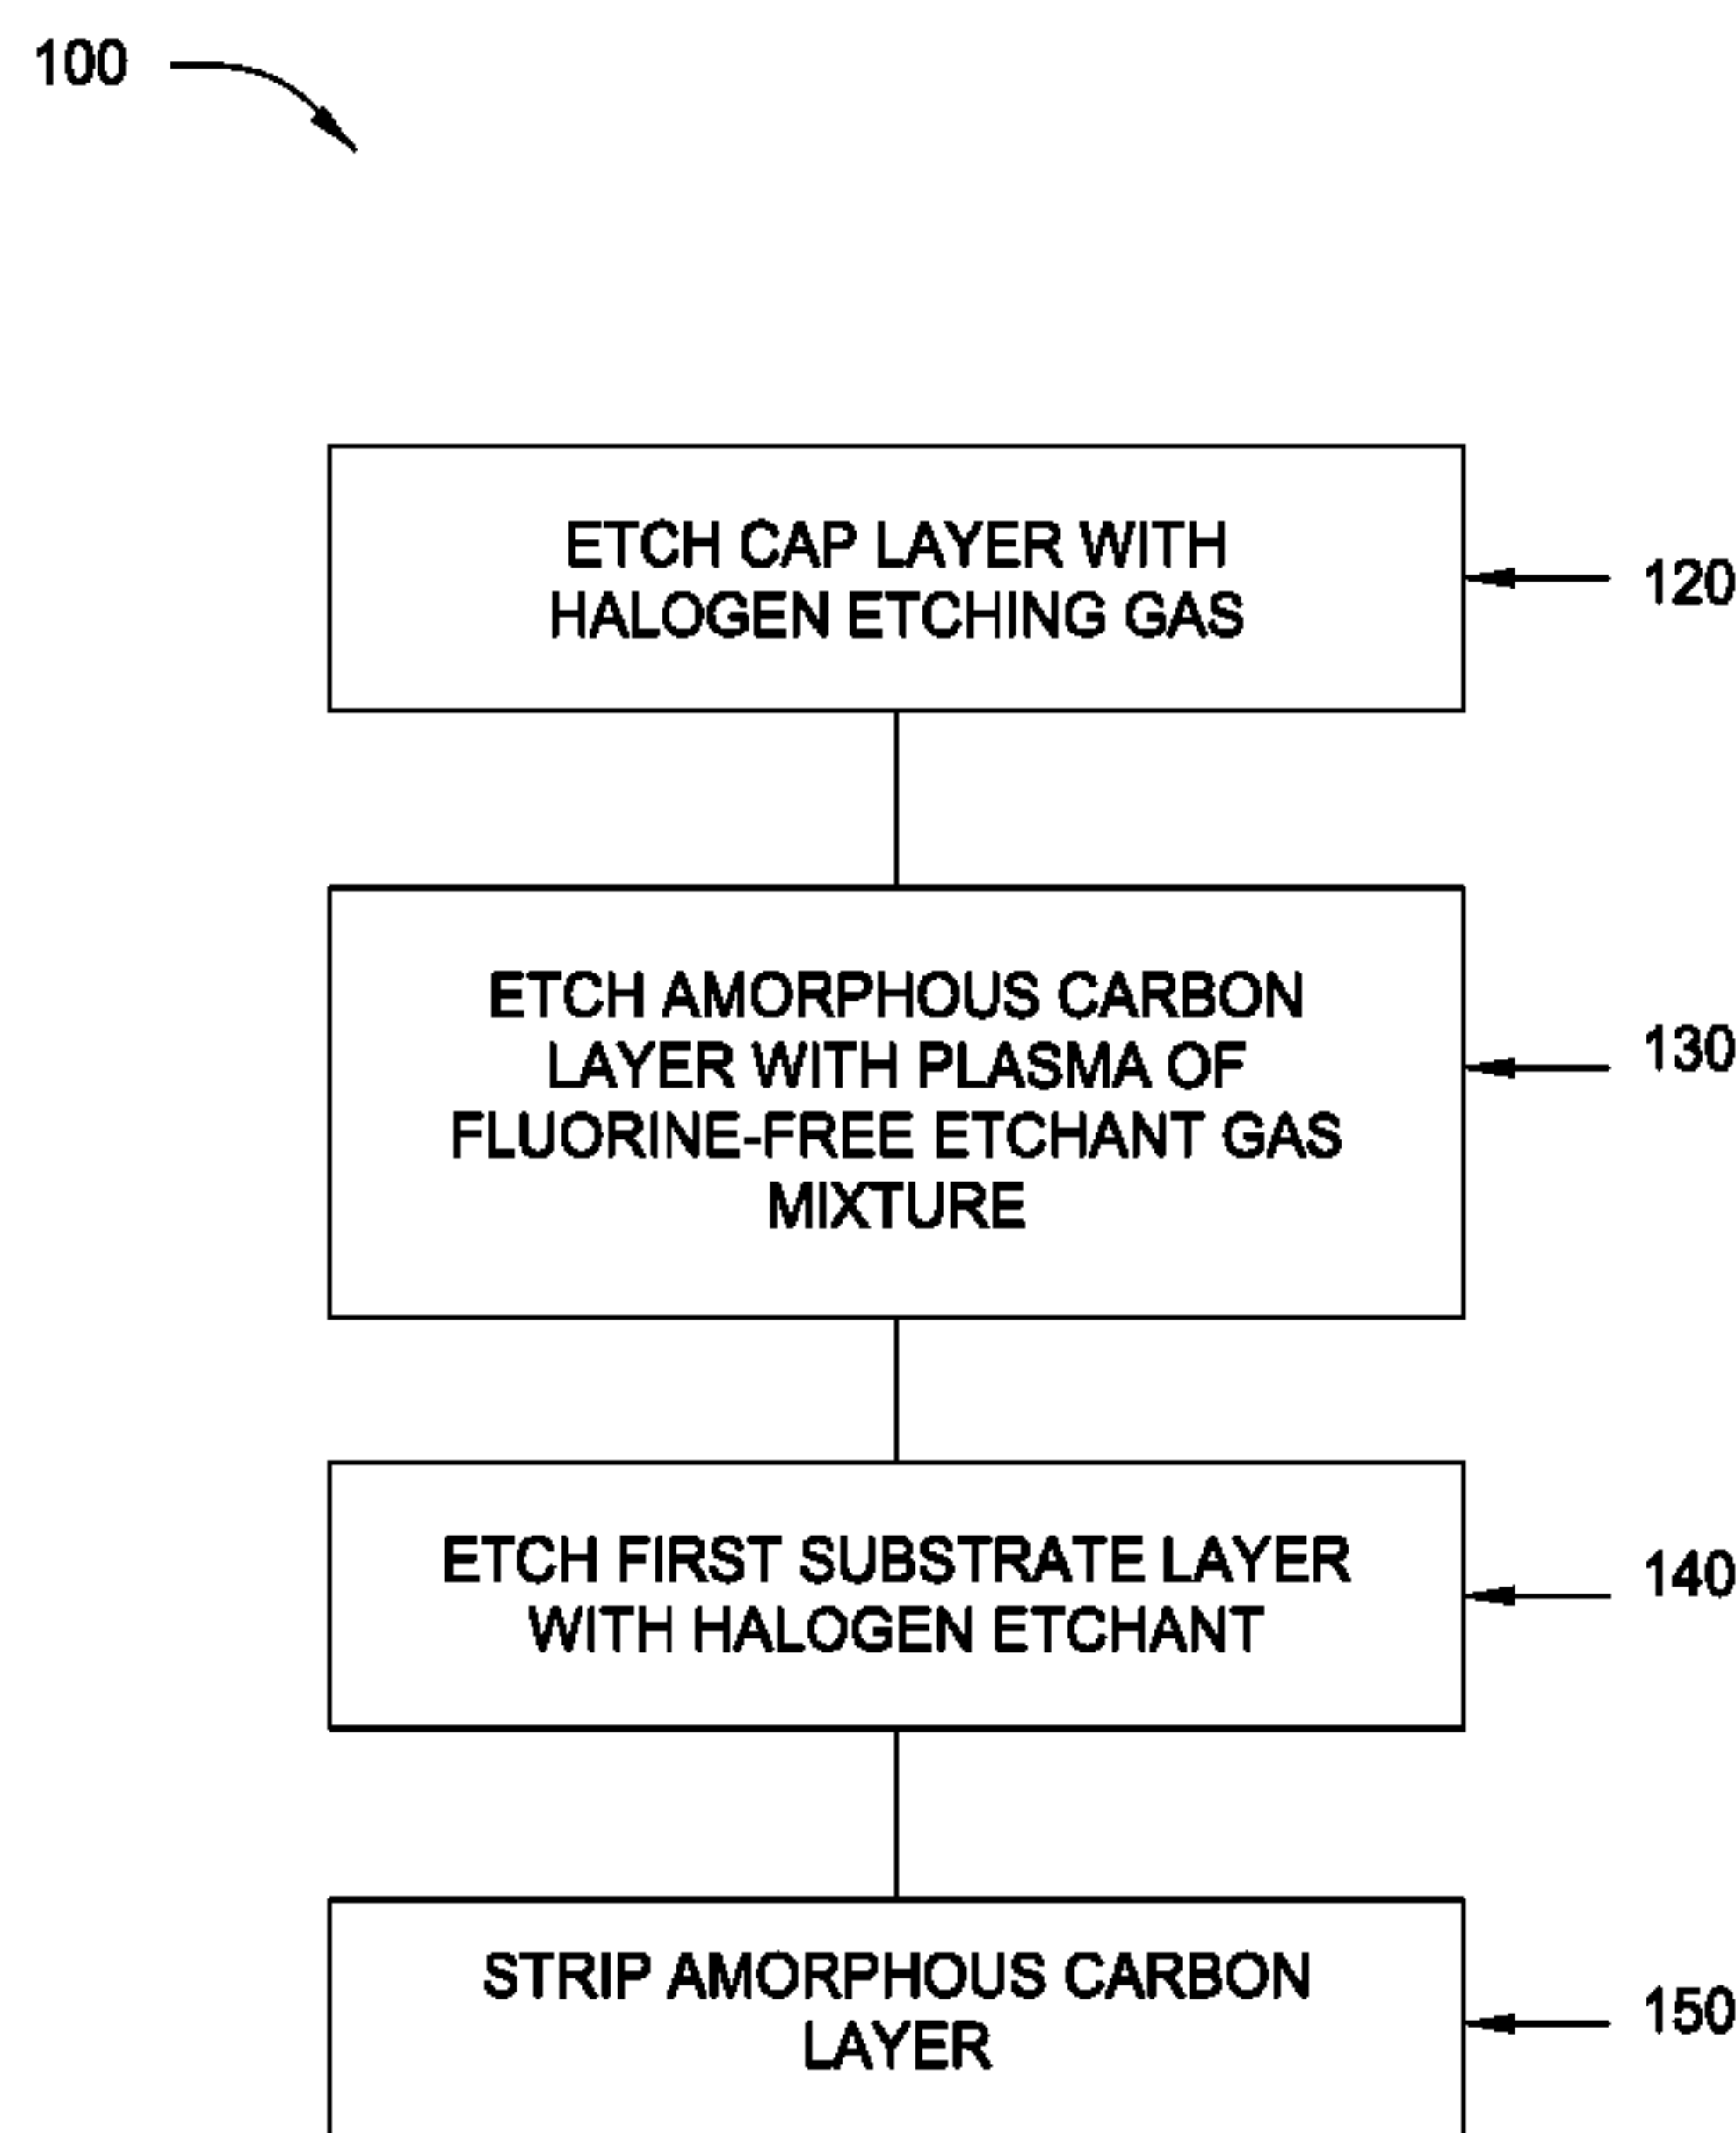 100
ETCH CAP LAYER WITH
HALOGEN ETCHING GAS
120
ETCH AMORPHOUS CARBON
LAYER WITH PLASMA OF
FLUORINE-FREE ETCHANT GAS
MIXTURE
130
ETCH FIRST SUBSTRATE LAYER
WITH HALOGEN ETCHANT
140
STRIP AMORPHOUS CARBON
LAYER
150